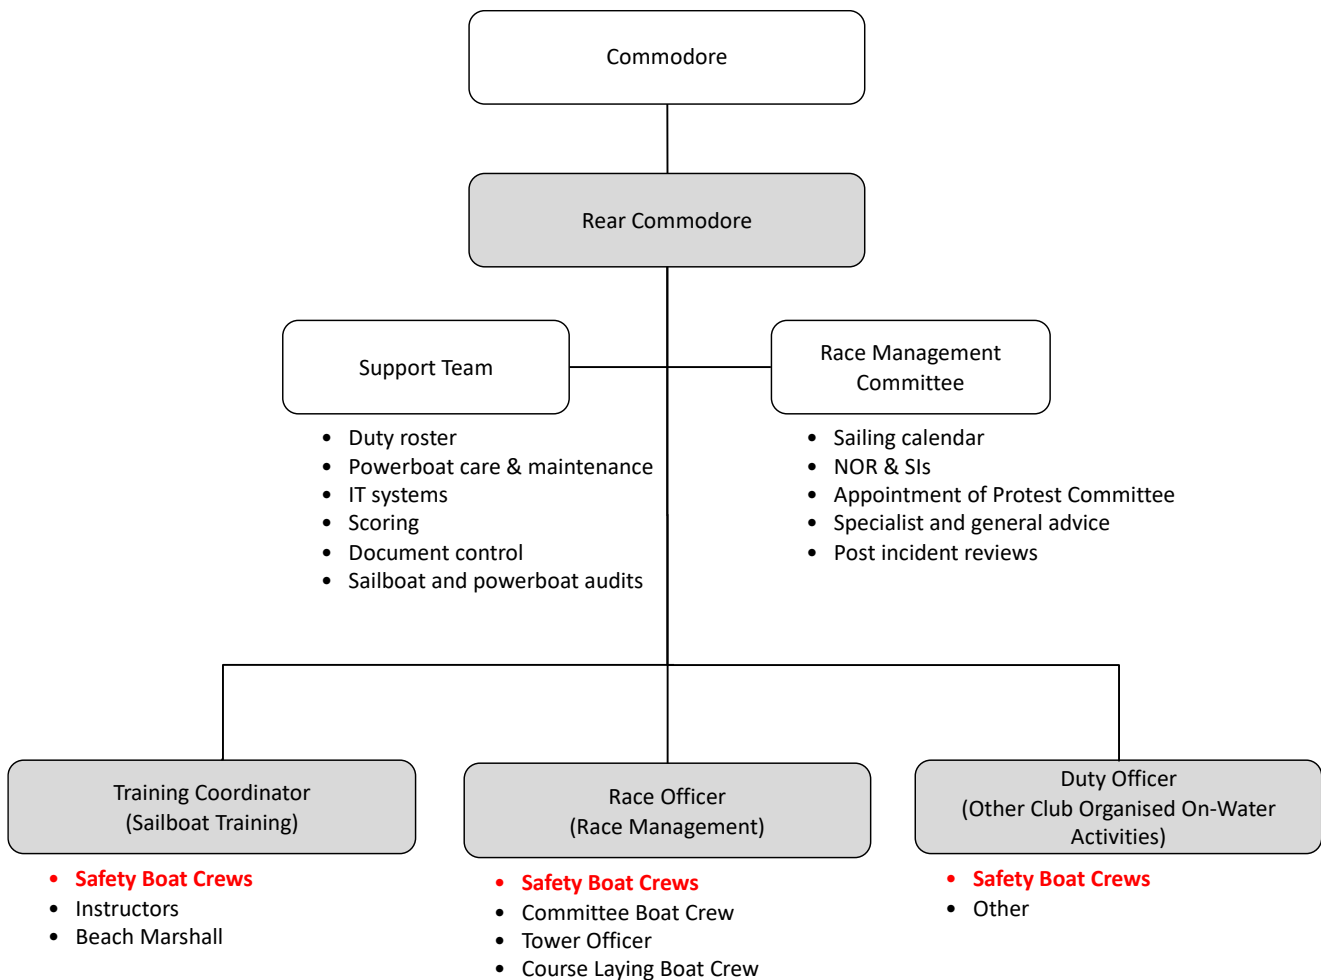 Commodore
Rear Commodore
Support Team
Race Management
Committee
• Duty roster
• Powerboat care & maintenance
• IT systems
• Scoring
• Document control
• Sailboat and powerboat audits
• Sailing calendar
• NOR & SIs
• Appointment of Protest Committee
• Specialist and general advice
• Post incident reviews
Training Coordinator
(Sailboat Training)
• Safety Boat Crews
• Instructors
• Beach Marshall
Race Officer
(Race Management)
• Safety Boat Crews
• Committee Boat Crew
• Tower Officer
• Course Laying Boat Crew
Duty Officer
(Other Club Organised On-Water
Activities)
• Safety Boat Crews
• Other